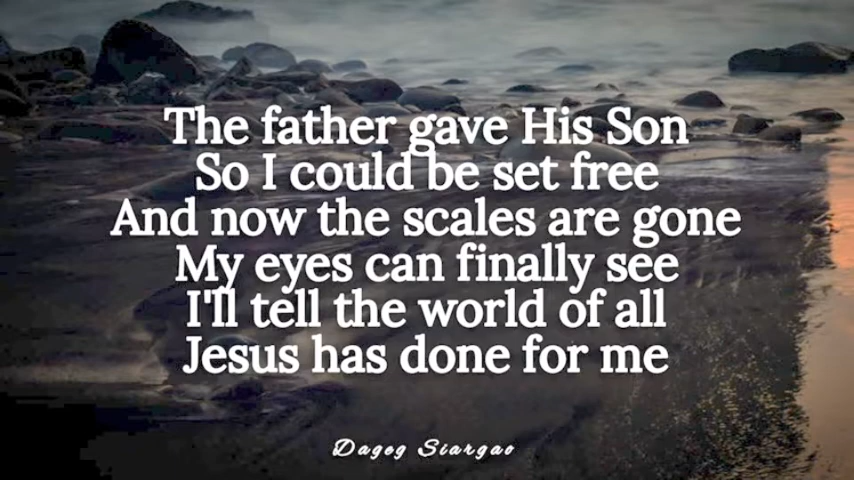 The father gave His Son
So I could be set free
And now the scales are gone
My eyes can finally see
I'll tell the world of all
Jesus has done for me
Dagog Siargao